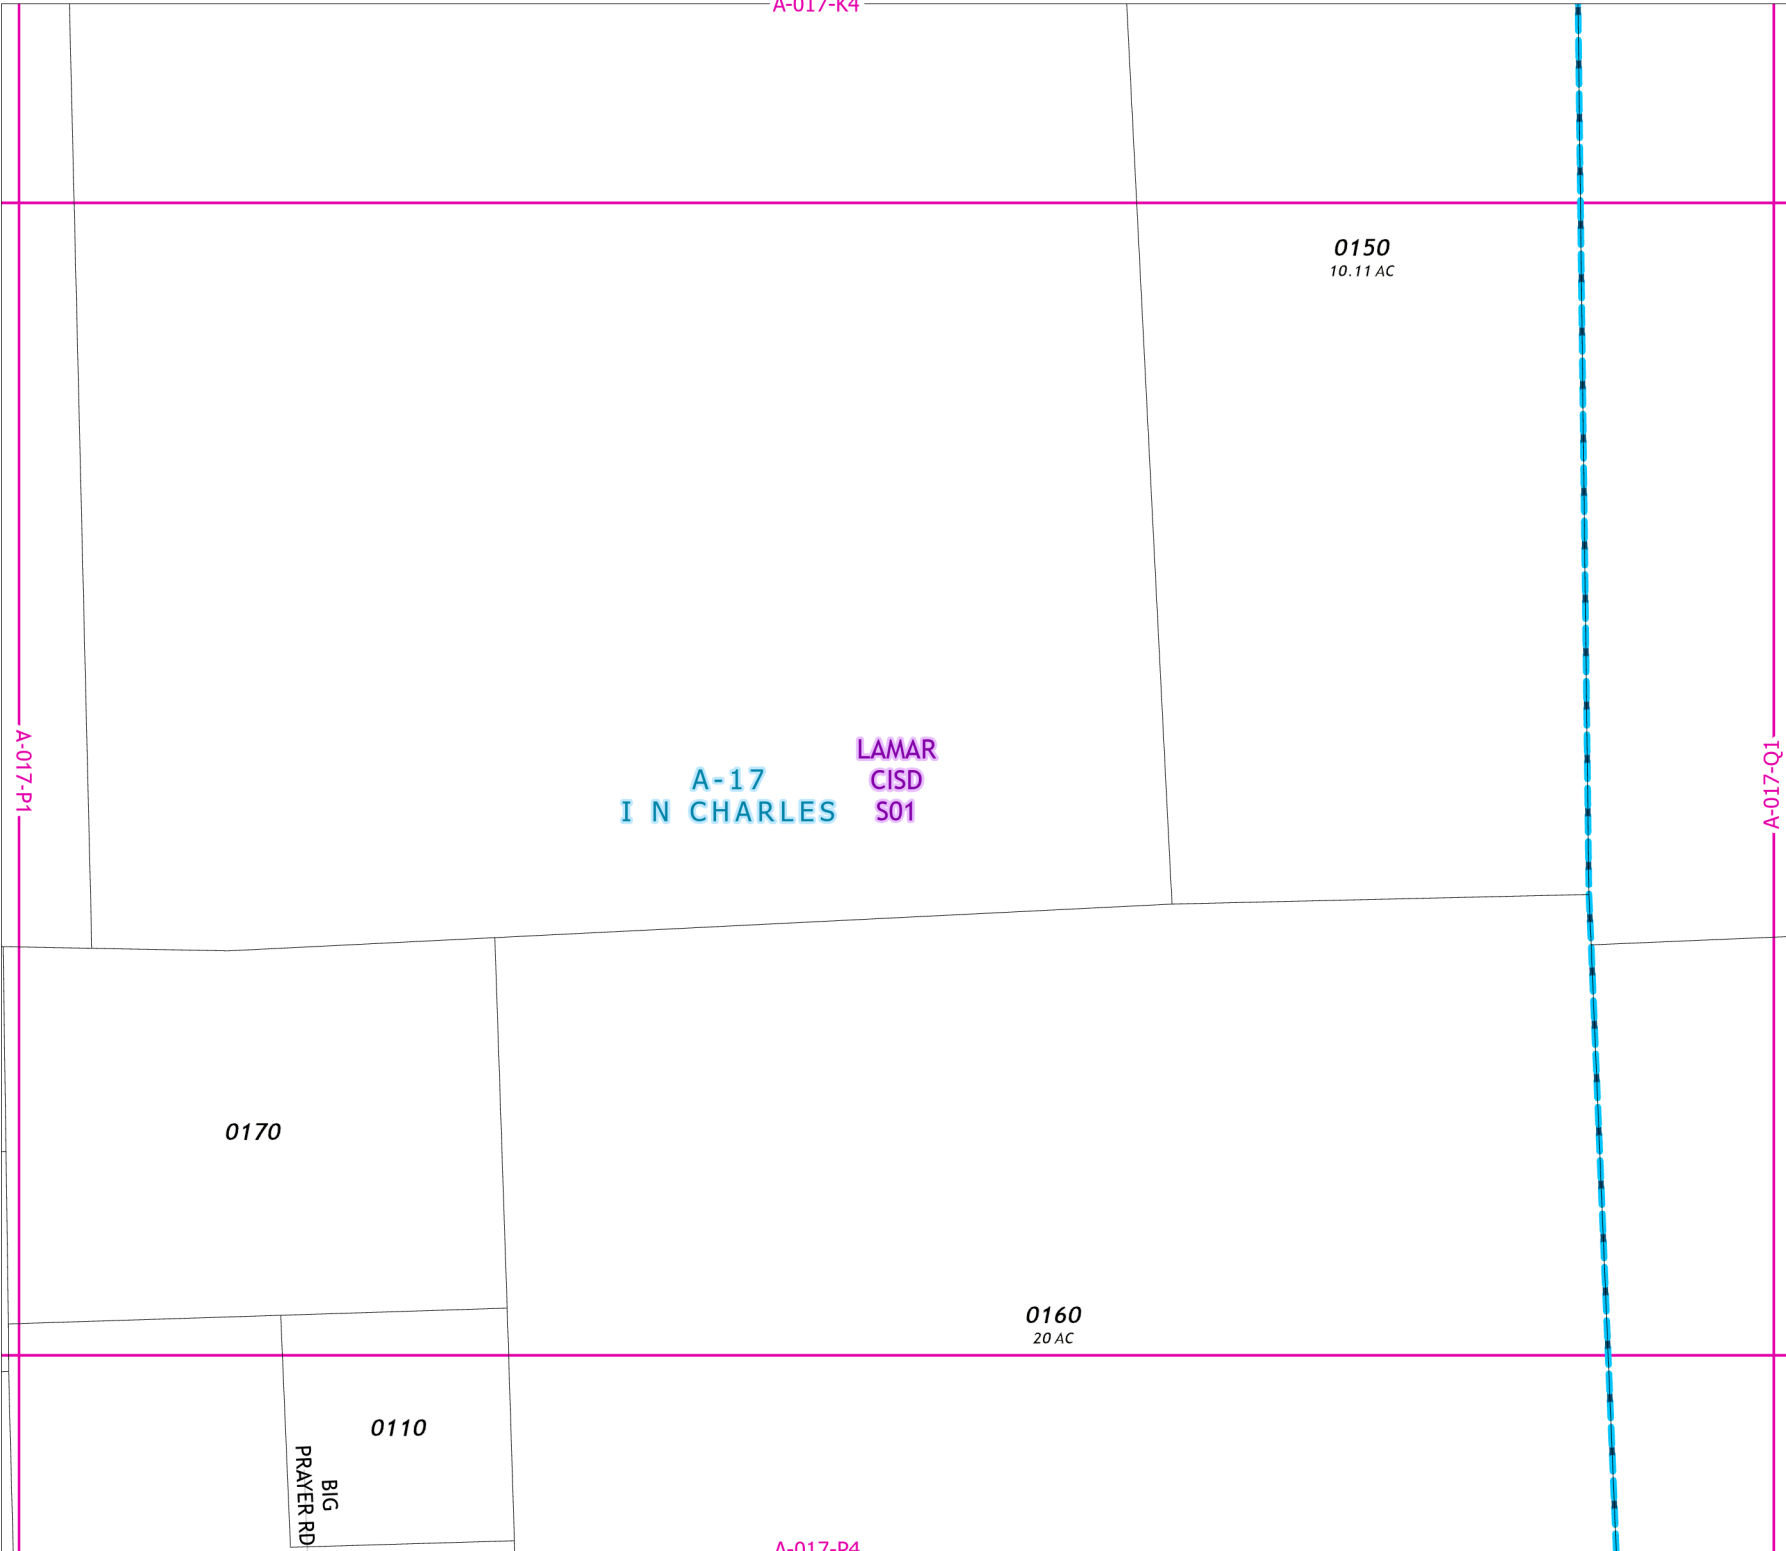 A-017-K4
0150
10.11 AC
A-017-P1
A-017-Q1
LAMAR
CISD
S01
A-17
I N CHARLES
0170
0160
20 AC
0110
BIG
PRAYER RD
A-017-P4